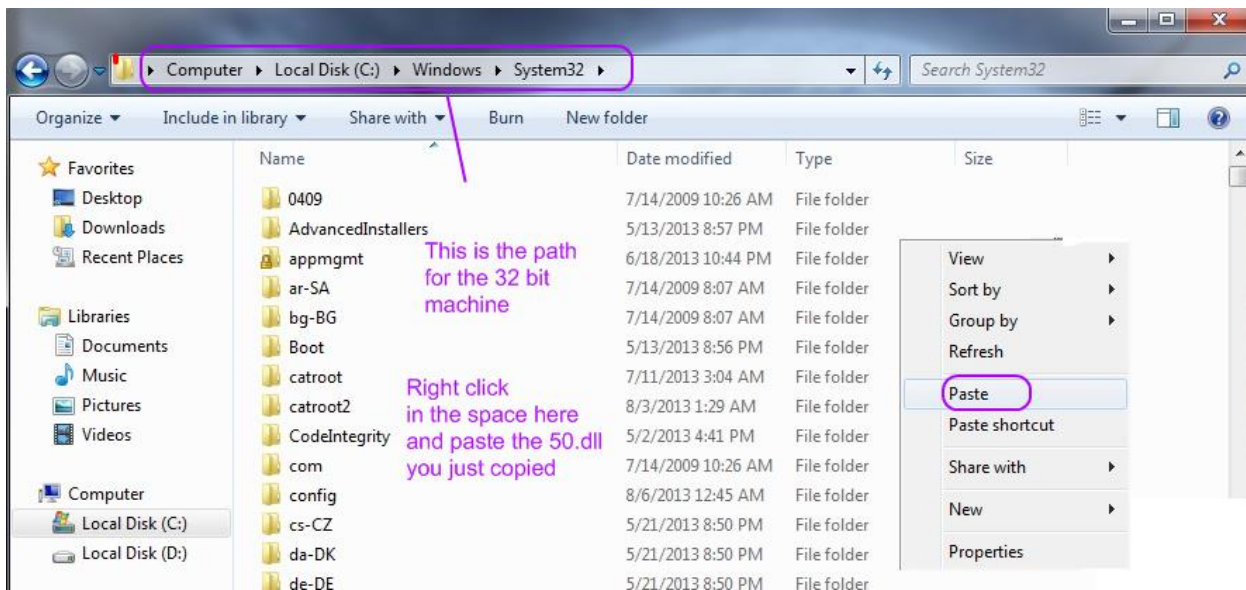 Computer ▸ Local Disk (C:) ▸ Windows ▸ System32 ▸
Search System32
Organize Include in library Share with Burn New folder
Name Date modified Type Size
Favorites
Desktop
Downloads
Recent Places
Libraries
Documents
Music
Pictures
Videos
Computer
Local Disk (C:)
Local Disk (D:)
0409 7/14/2009 10:26 AM File folder
AdvancedInstallers 5/13/2013 8:57 PM File folder
appmgmt 6/18/2013 10:44 PM File folder
ar-SA 7/14/2009 8:07 AM File folder
bg-BG 7/14/2009 8:07 AM File folder
Boot 5/13/2013 8:56 PM File folder
catroot 7/11/2013 3:04 AM File folder
catroot2 8/3/2013 1:29 AM File folder
CodeIntegrity 5/2/2013 4:41 PM File folder
com 7/14/2009 10:26 AM File folder
config 8/6/2013 12:45 AM File folder
cs-CZ 5/21/2013 8:50 PM File folder
da-DK 5/21/2013 8:50 PM File folder
de-DE 5/21/2013 8:50 PM File folder
This is the path
for the 32 bit
machine
Right click
in the space here
and paste the 50.dll
you just copied
View
Sort by
Group by
Refresh
Paste
Paste shortcut
Share with
New
Properties